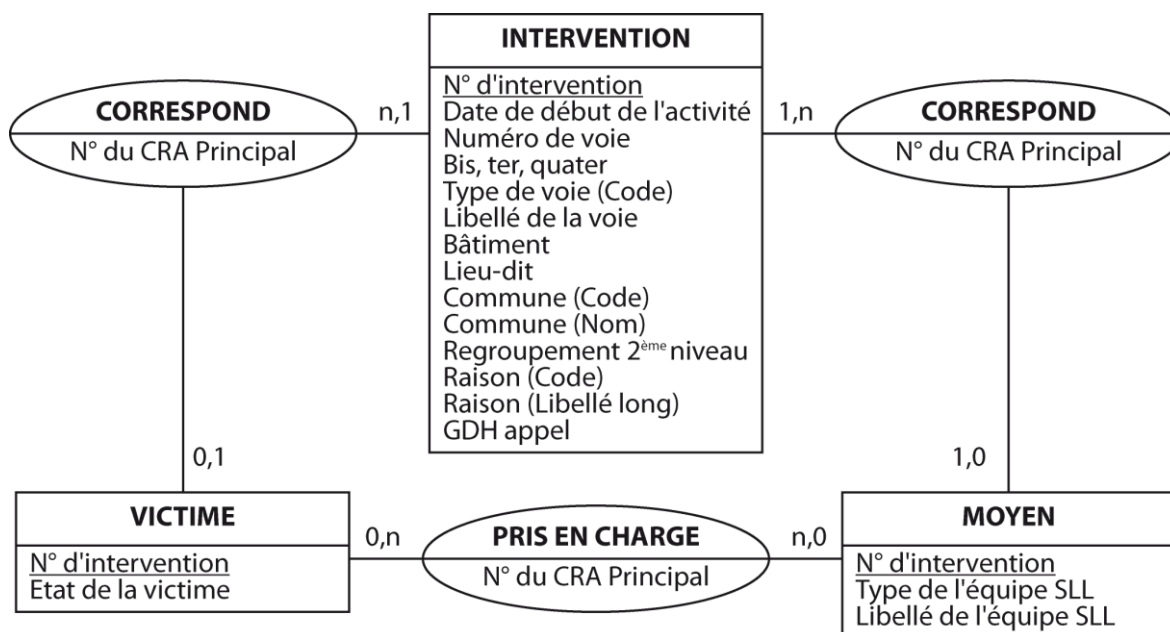 INTERVENTION
N° d'intervention
Date de début de l'activité
Numéro de voie
Bis, ter, quater
Type de voie (Code)
Libellé de la voie
Bâtiment
Lieu-dit
Commune (Code)
Commune (Nom)
Regroupement 2ème niveau
Raison (Code)
Raison (Libellé long)
GDH appel
CORRESPOND
N° du CRA Principal
n,1
1,n
CORRESPOND
N° du CRA Principal
0,1
1,0
VICTIME
N° d'intervention
Etat de la victime
0,n
PRIS EN CHARGE
N° du CRA Principal
n,0
MOYEN
N° d'intervention
Type de l'équipe SLL
Libellé de l'équipe SLL